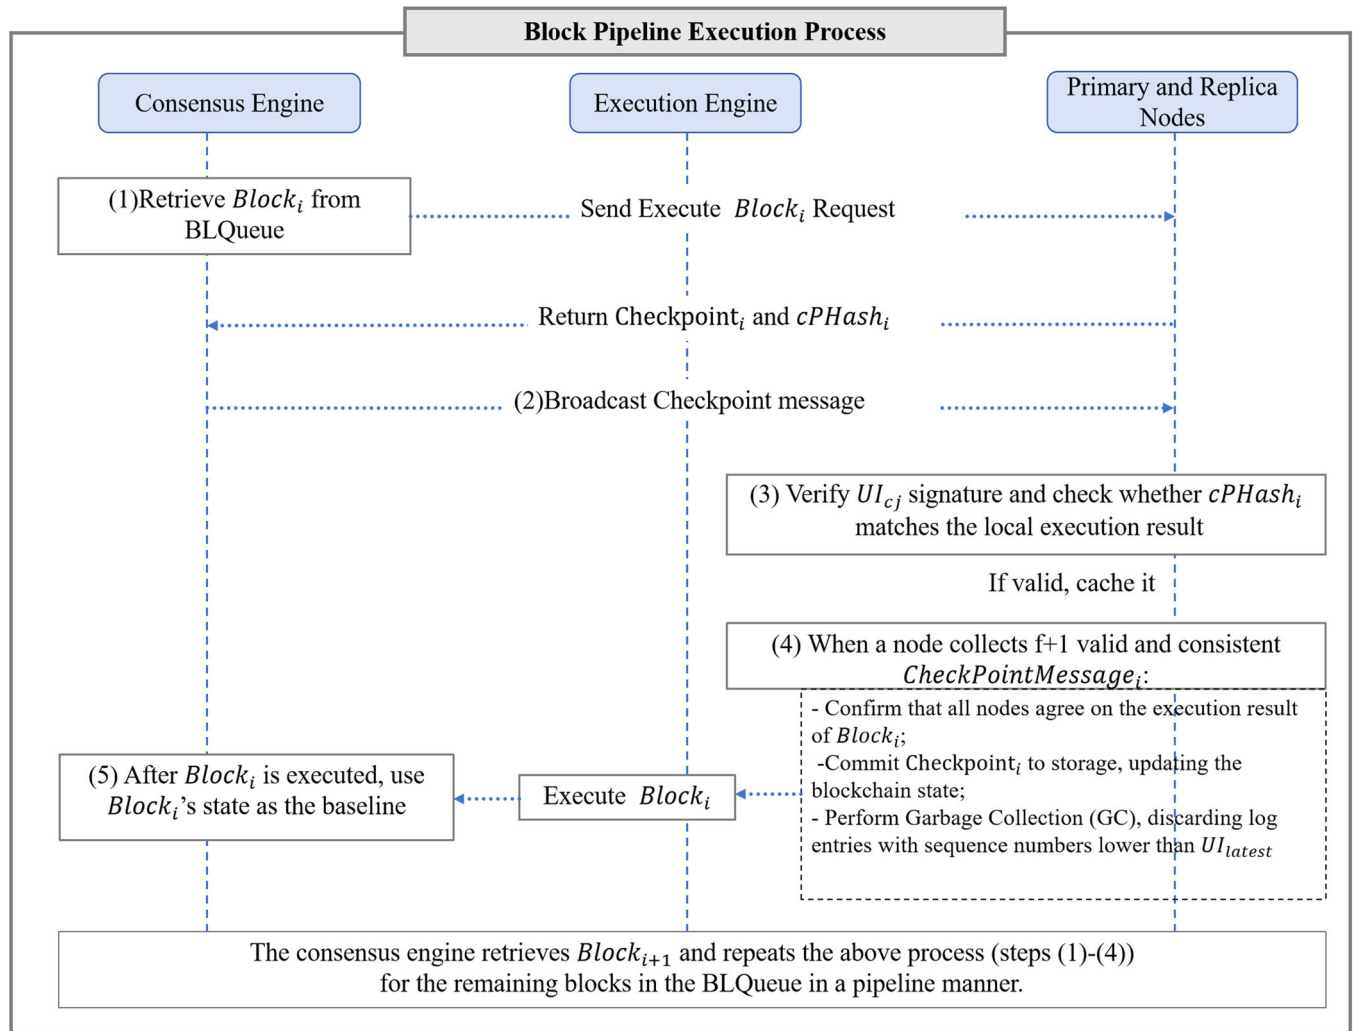 Block Pipeline Execution Process
Consensus Engine
Execution Engine
Primary and Replica
Nodes
(1)Retrieve Block_i from
BLQueue
Send Execute Block_i Request
Return Checkpoint_i and cPHash_i
(2)Broadcast Checkpoint message
(3) Verify UI_cj signature and check whether cPHash_i
matches the local execution result
If valid, cache it
(4) When a node collects f+1 valid and consistent
CheckPointMessage_i:
- Confirm that all nodes agree on the execution result
of Block_i;
-Commit Checkpoint_i to storage, updating the
blockchain state;
- Perform Garbage Collection (GC), discarding log
entries with sequence numbers lower than UI_latest
Execute Block_i
(5) After Block_i is executed, use
Block_i's state as the baseline
The consensus engine retrieves Block_i+1 and repeats the above process (steps (1)-(4))
for the remaining blocks in the BLQueue in a pipeline manner.